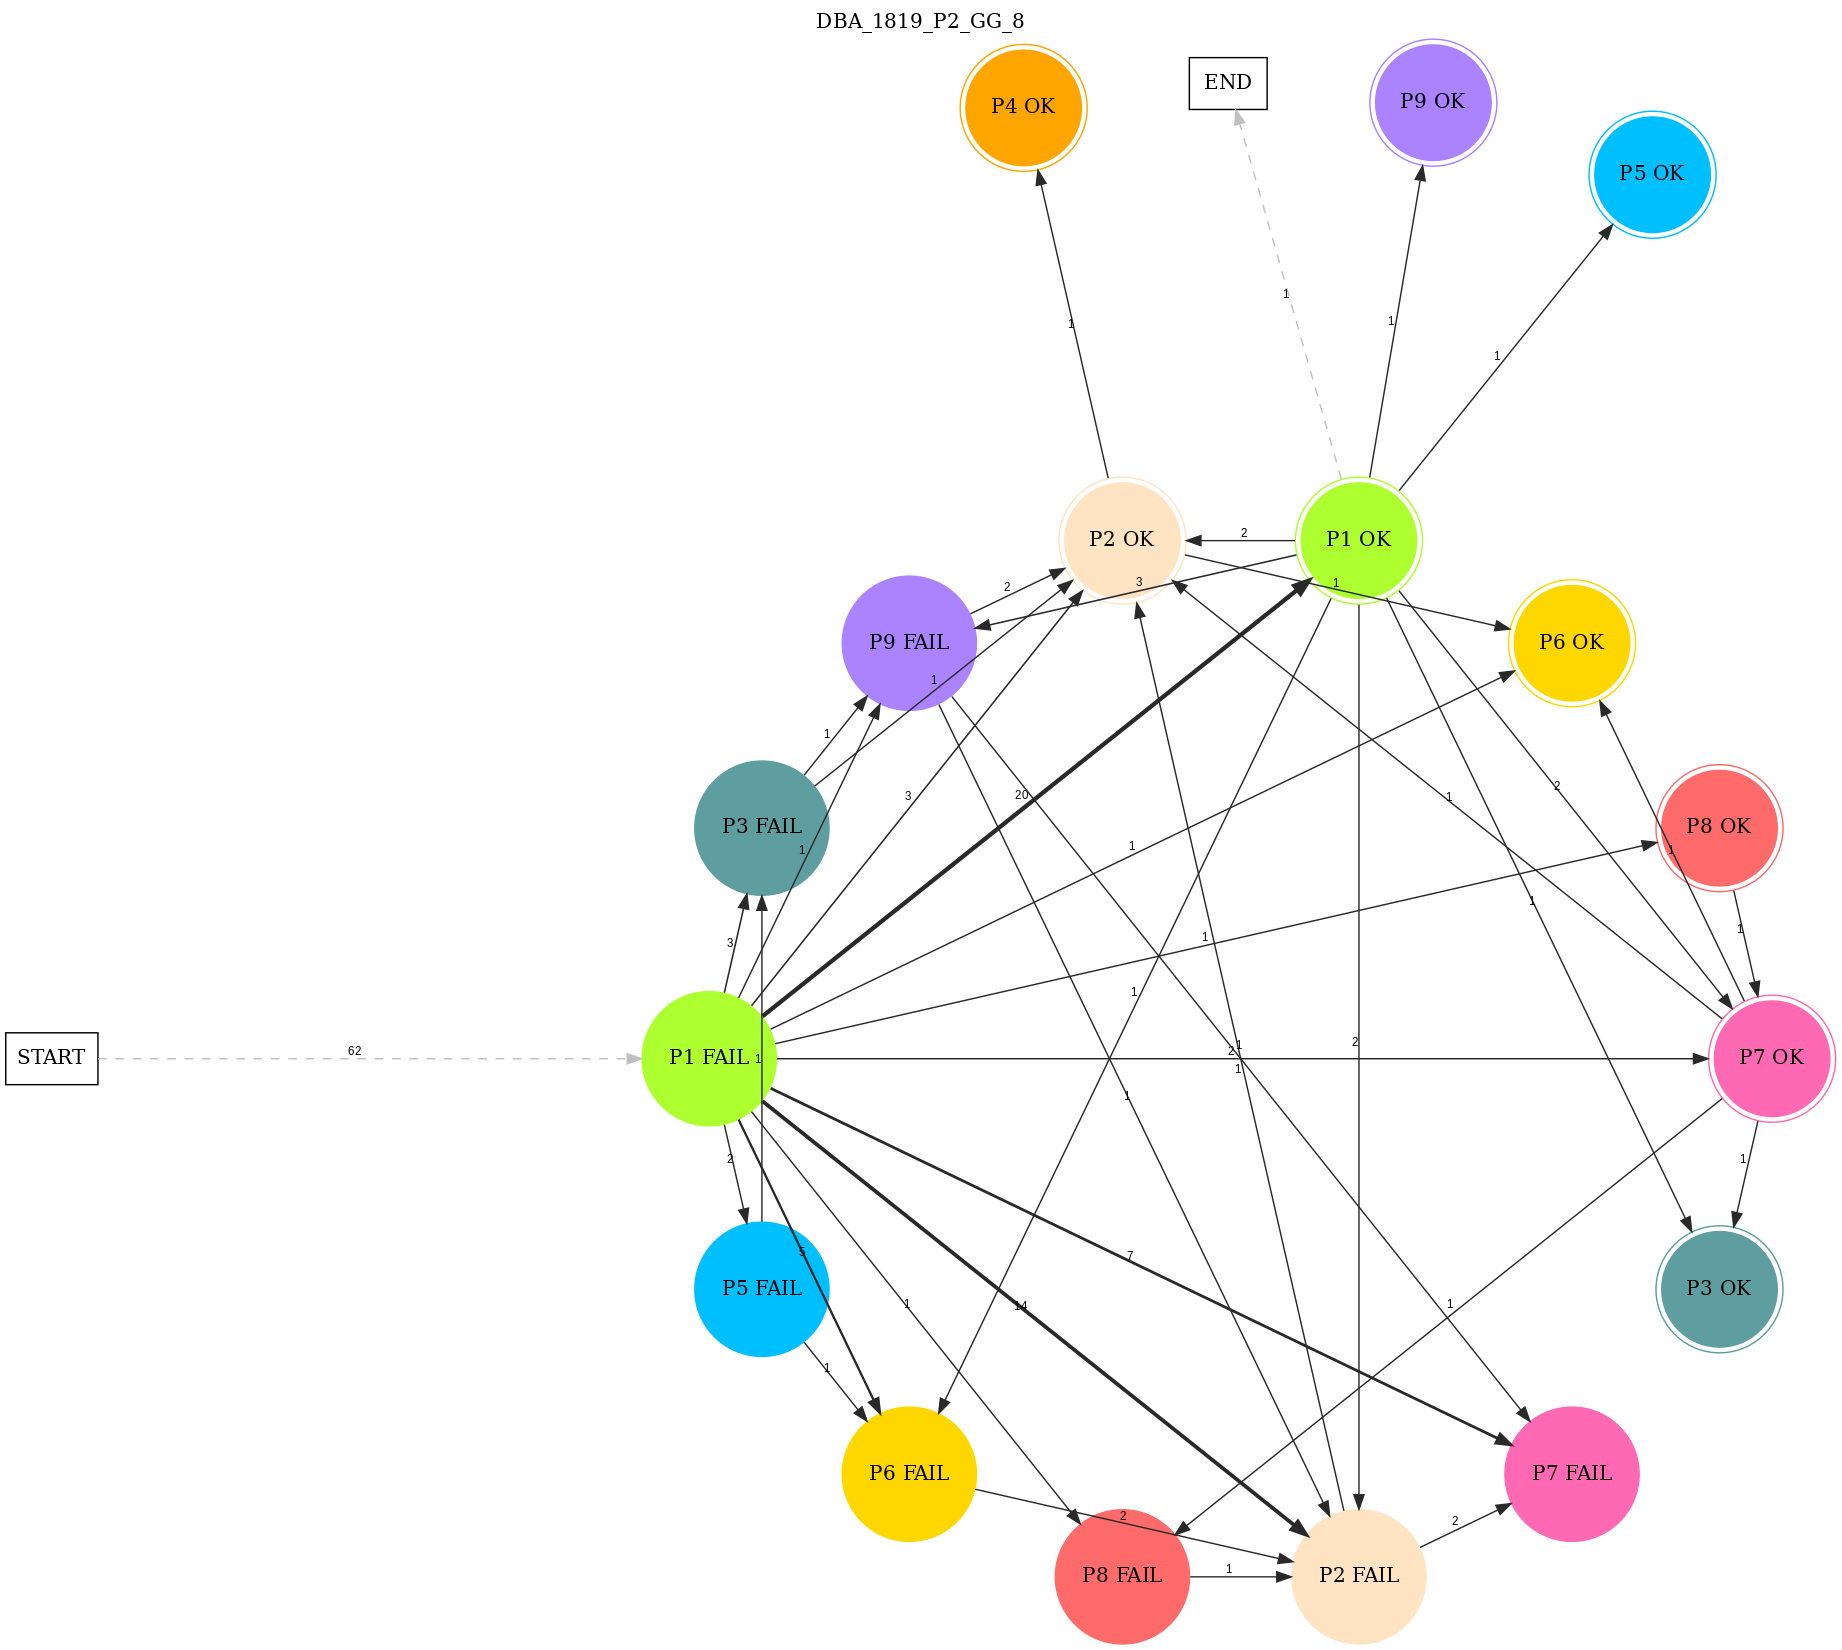 DBA_1819_P2_GG_8
P4 OK
END
P9 OK
P5 OK
1
1
1
1
P2 OK
P1 OK
2
3
1
2
P9 FAIL
P6 OK
1
1
3
20
1
2
1
P3 FAIL
P8 OK
1
1
1
3
1
1
1
START
62
P1 FAIL
1
2
1
1
2
P7 OK
1
2
1
5
7
P5 FAIL
P3 OK
1
14
1
1
P6 FAIL
P7 FAIL
2
2
P8 FAIL
1
P2 FAIL